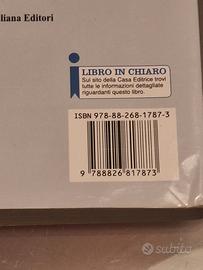 liana Editori
i
LIBRO IN CHIARO
Sul sito della Casa Editrice trovi
tutte le informazioni dettagliate
riguardanti questo libro.
ISBN 978-88-268-1787-3
9 788826 817873
subito